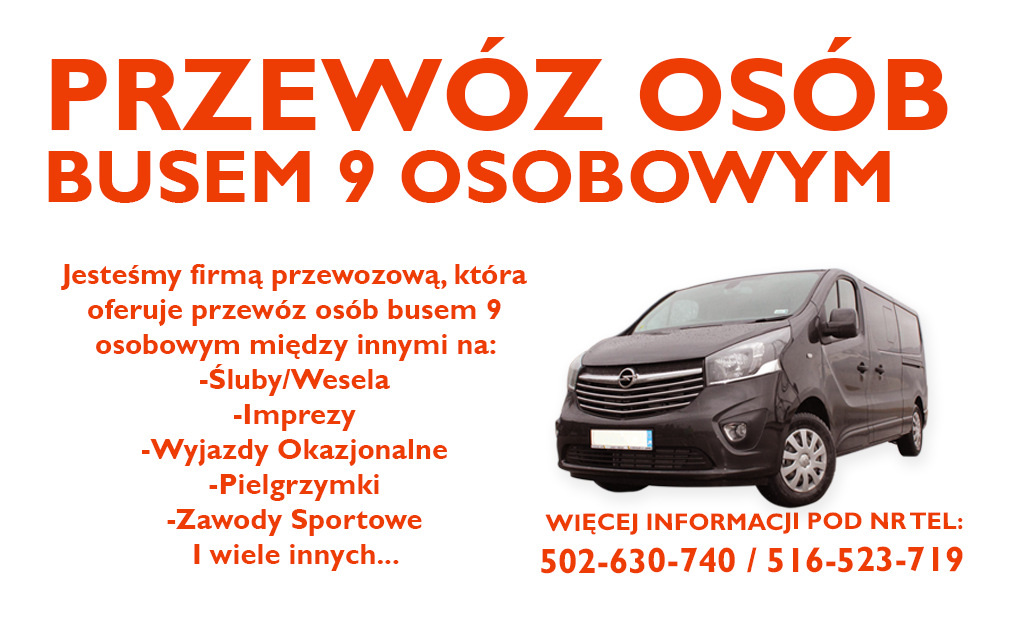 PRZEWÓZ OSÓB
BUSEM 9 OSOBOWYM
Jesteśmy firmą przewozową, która
oferuje przewóz osób busem 9
osobowym między innymi na:
-Śluby/Wesela
-Imprezy
-Wyjazdy Okazjonalne
-Pielgrzymki
-Zawody Sportowe
I wiele innych...
WIĘCEJ INFORMACJI POD NR TEL:
502-630-740 / 516-523-719